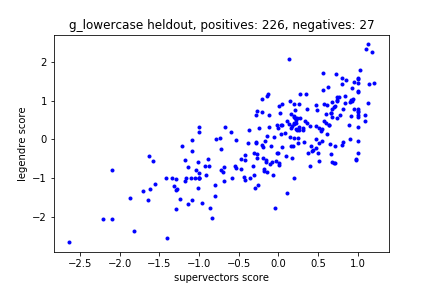 g_lowercase heldout, positives: 226, negatives: 27
2
1
0
−1
−2
legendre score
−2.5 −2.0 −1.5 −1.0 −0.5 0.0 0.5 1.0
supervectors score